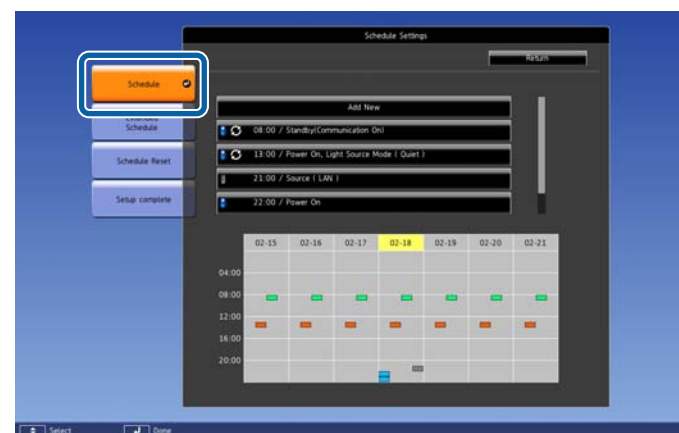 Schedule Settings
Return
Schedule
Extended
Schedule
Schedule Reset
Setup complete
Add New
08:00 / Standby(Communication On)
13:00 / Power On, Light Source Mode ( Quiet )
21:00 / Source ( LAN )
22:00 / Power On
02-15 02-16 02-17 02-18 02-19 02-20 02-21
04:00
08:00
12:00
16:00
20:00
Select Done